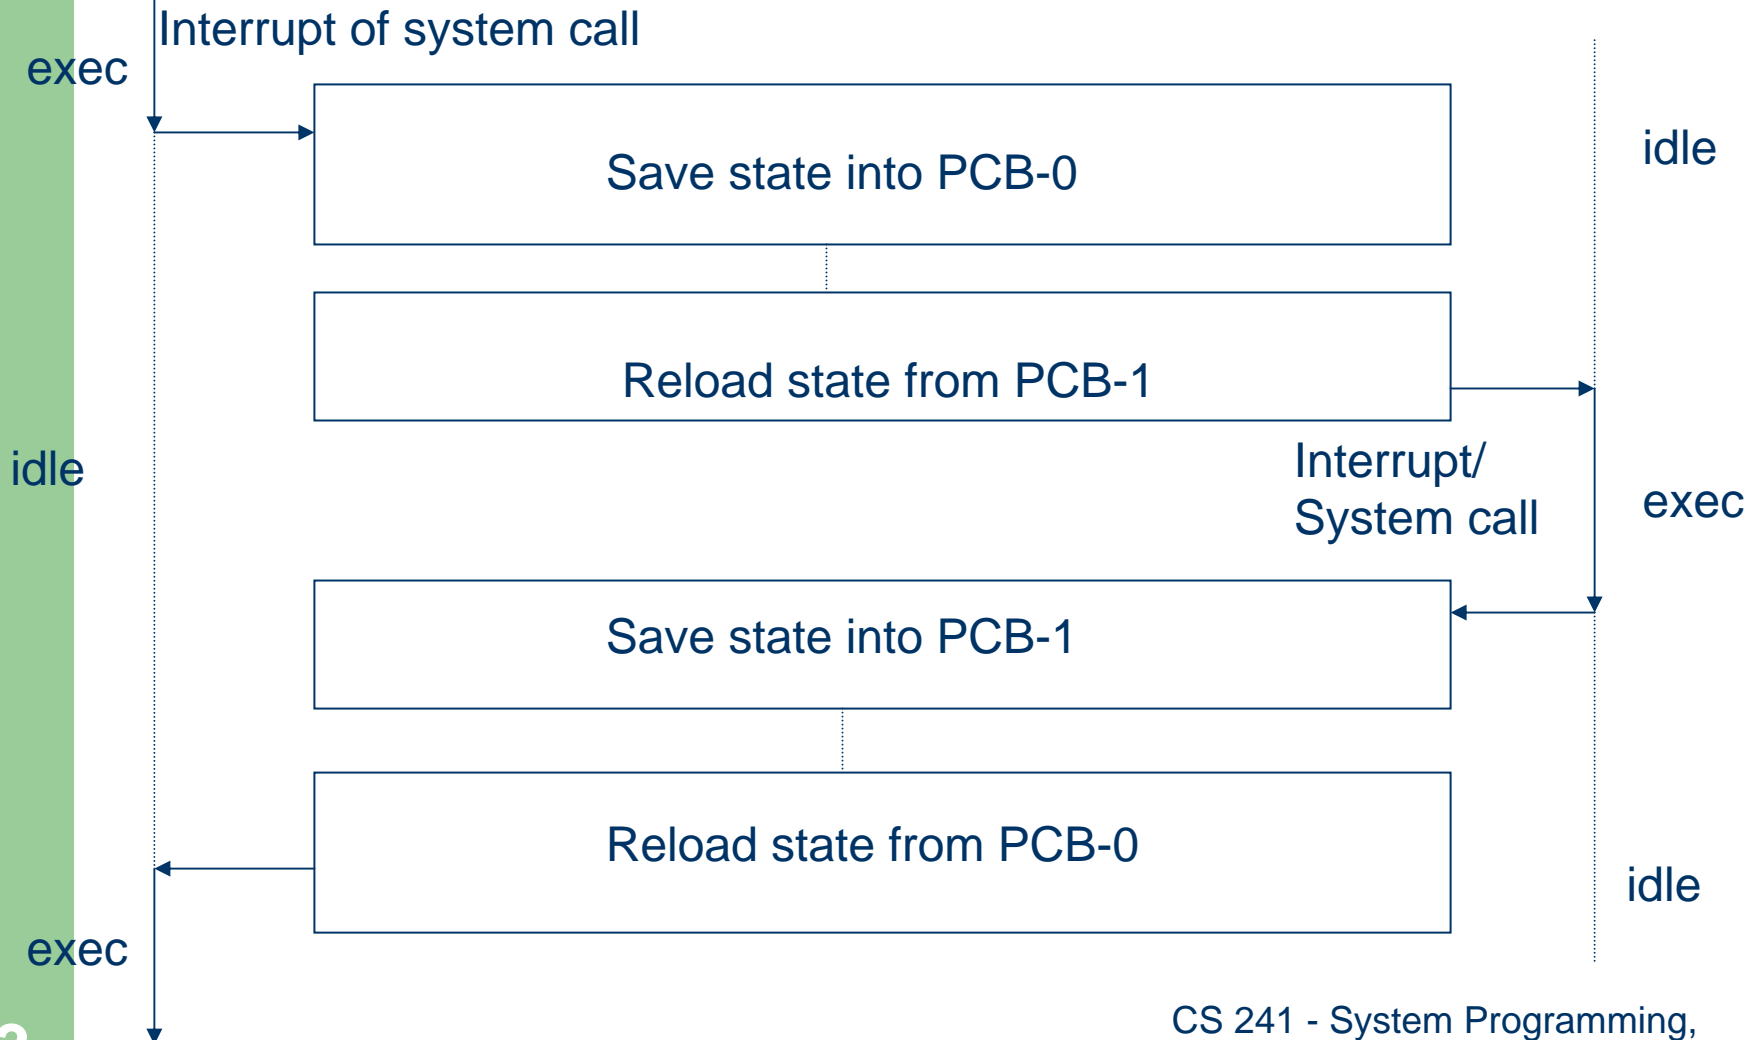 Interrupt of system call
exec
idle
Save state into PCB-0
Reload state from PCB-1
idle
Interrupt/
System call
exec
Save state into PCB-1
Reload state from PCB-0
idle
exec
CS 241 - System Programming,